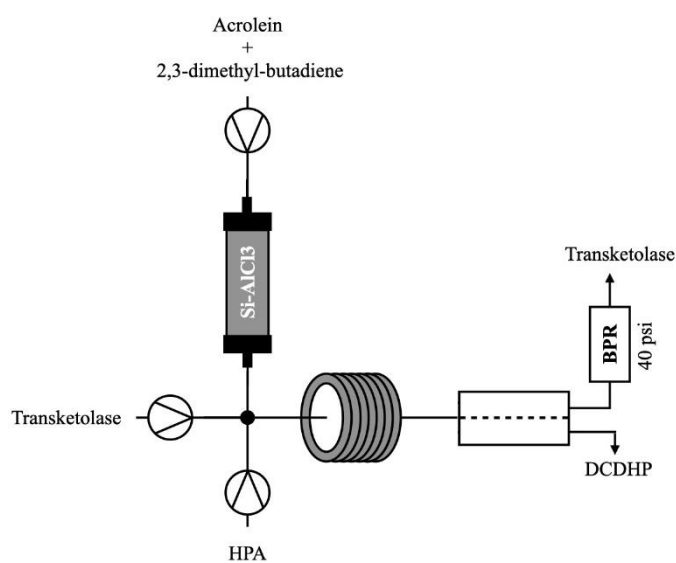 Acrolein
+
2,3-dimethyl-butadiene
Si-AlCl3
Transketolase
BPR
40 psi
Transketolase
DCDHP
HPA